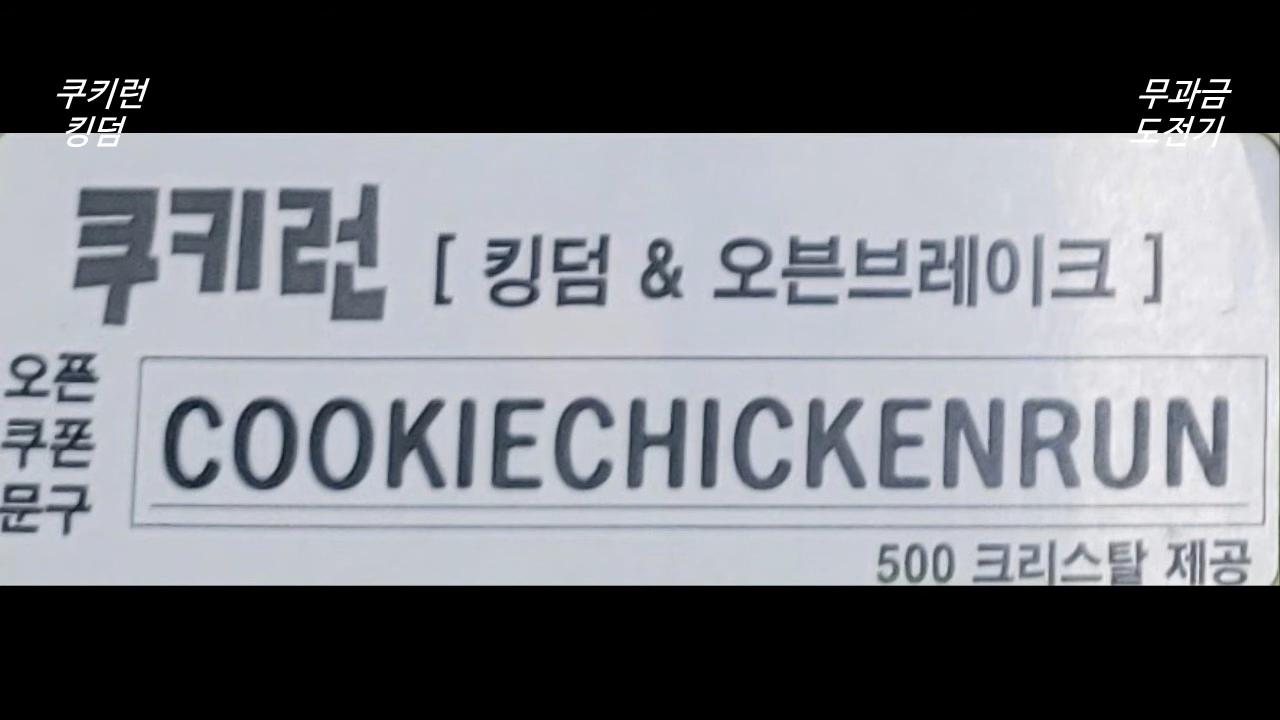 쿠키런
킹덤
무과금
도전기
쿠키런 [ 킹덤 & 오븐브레이크 ]
오픈
쿠폰
문구
COOKIECHICKENRUN
500 크리스탈 제공